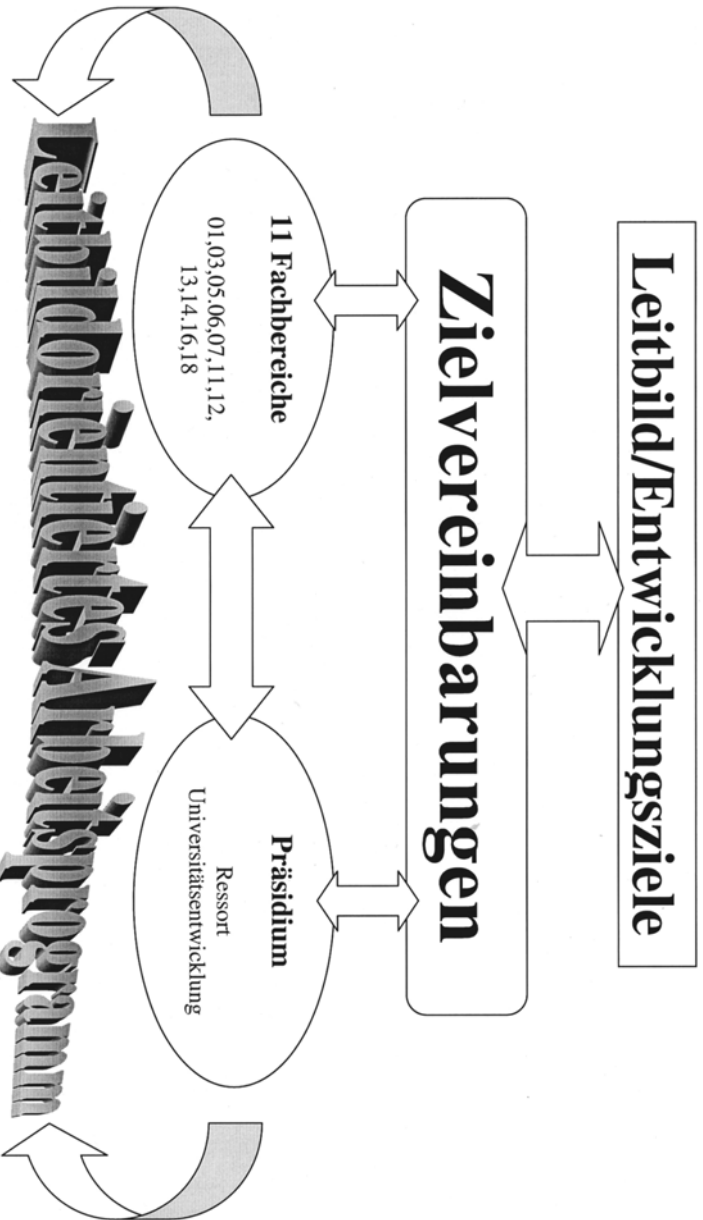 Leitbild/Entwicklungsziele
Zielvereinbarungen
11 Fachbereiche
01,03,05.06,07,11,12,
13,14.16,18
Präsidium
Ressort
Universitätsentwicklung
Leitbildorientiertes Arbeitsprogramm